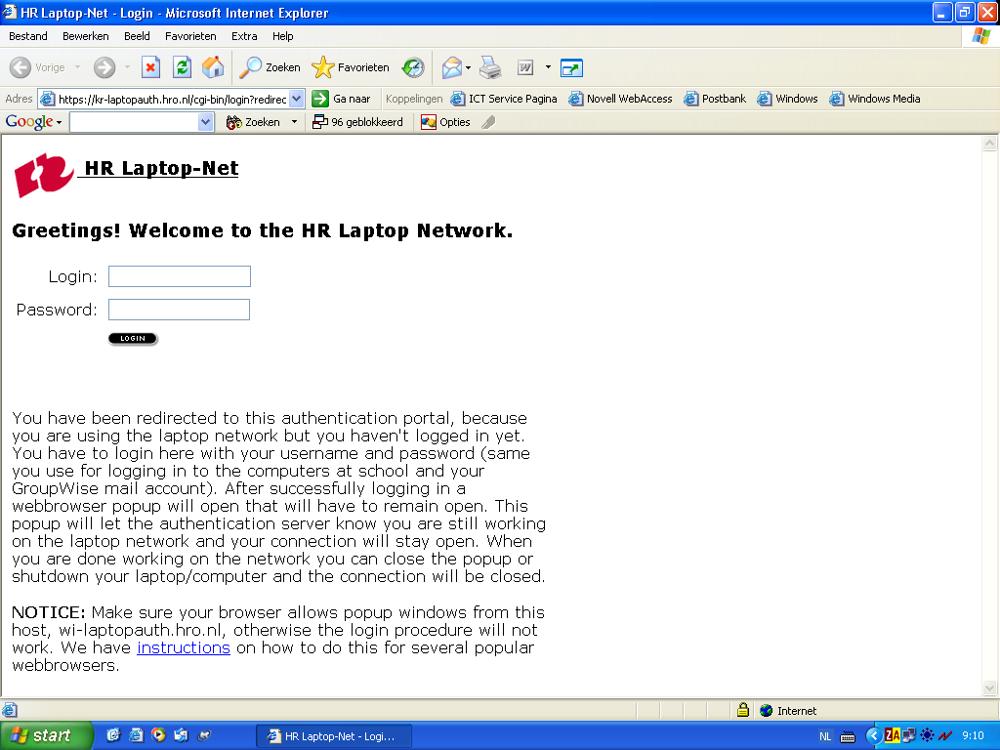 HR Laptop-Net - Login - Microsoft Internet Explorer
Bestand Bewerken Beeld Favorieten Extra Help
Vorige Zoeken Favorieten
Adres https://kr-laptopauth.hro.nl/cgi-bin/login?redirec Ga naar Koppelingen ICT Service Pagina Novell WebAccess Postbank Windows Windows Media
Google Zoeken 96 geblokkeerd Opties
HR Laptop-Net
Greetings! Welcome to the HR Laptop Network.
Login:
Password:
LOGIN
You have been redirected to this authentication portal, because
you are using the laptop network but you haven't logged in yet.
You have to login here with your username and password (same
you use for logging in to the computers at school and your
GroupWise mail account). After successfully logging in a
webbrowser popup will open that will have to remain open. This
popup will let the authentication server know you are still working
on the laptop network and your connection will stay open. When
you are done working on the network you can close the popup or
shutdown your laptop/computer and the connection will be closed.
NOTICE: Make sure your browser allows popup windows from this
host, wi-laptopauth.hro.nl, otherwise the login procedure will not
work. We have instructions on how to do this for several popular
webbrowsers.
Internet
start HR Laptop-Net - Logi... NL ZA 9:10